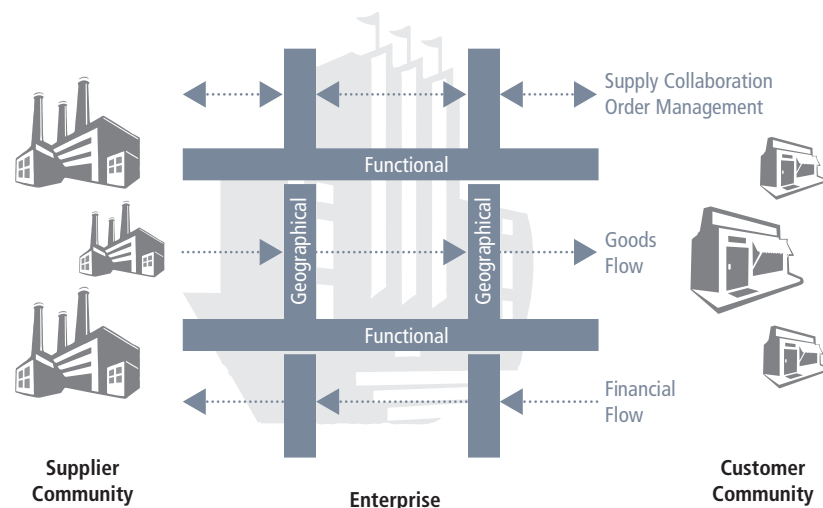 Supply Collaboration
Order Management
Functional
Geographical
Geographical
Goods
Flow
Functional
Financial
Flow
Supplier
Community
Enterprise
Customer
Community